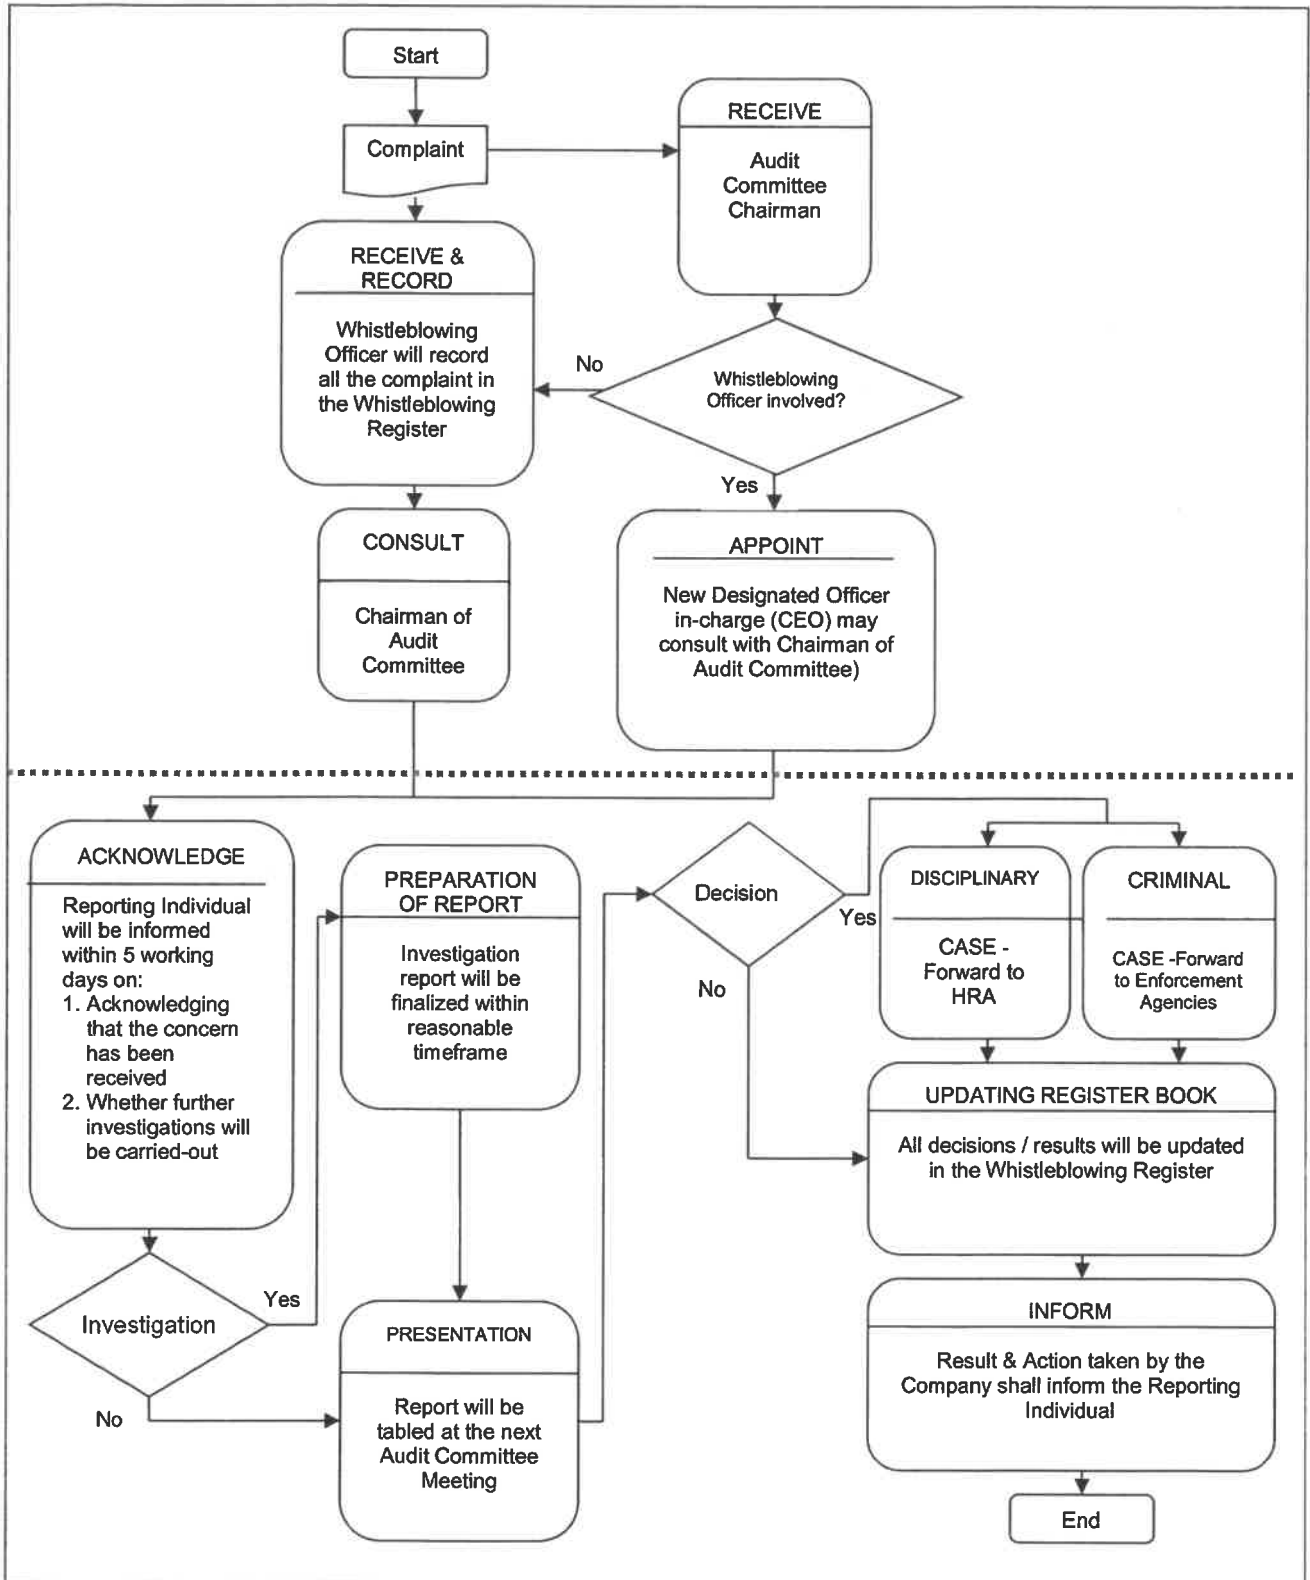 Start
Complaint
RECEIVE
Audit
Committee
Chairman
RECEIVE &
RECORD
Whistleblowing
Officer will record
all the complaint in
the Whistleblowing
Register
No
Whistleblowing
Officer involved?
Yes
CONSULT
Chairman of
Audit
Committee
APPOINT
New Designated Officer
in-charge (CEO) may
consult with Chairman of
Audit Committee)
ACKNOWLEDGE
Reporting Individual
will be informed
within 5 working
days on:
1. Acknowledging
that the concern
has been
received
2. Whether further
investigations will
be carried-out
Investigation
Yes
No
PREPARATION
OF REPORT
Investigation
report will be
finalized within
reasonable
timeframe
PRESENTATION
Report will be
tabled at the next
Audit Committee
Meeting
Decision
Yes
No
DISCIPLINARY
CASE -
Forward to
HRA
CRIMINAL
CASE -Forward
to Enforcement
Agencies
UPDATING REGISTER BOOK
All decisions / results will be updated
in the Whistleblowing Register
INFORM
Result & Action taken by the
Company shall inform the Reporting
Individual
End